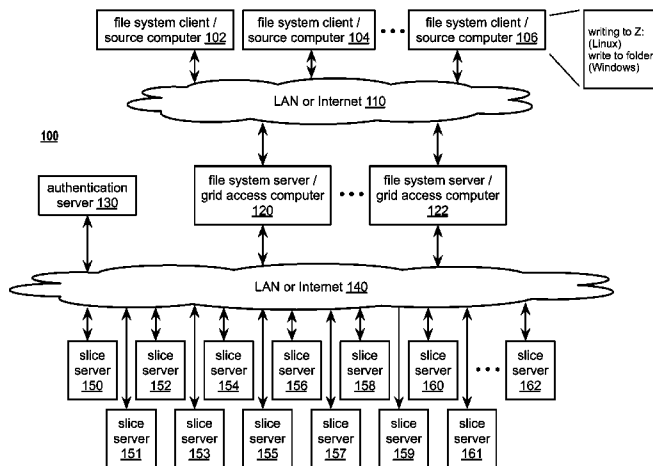 file system client / source computer 102
file system client / source computer 104
file system client / source computer 106
writing to Z:
(Linux)
write to folder
(Windows)
LAN or Internet 110
100
authentication server 130
file system server / grid access computer 120
file system server / grid access computer 122
LAN or Internet 140
slice server 150
slice server 152
slice server 154
slice server 156
slice server 158
slice server 160
slice server 162
slice server 151
slice server 153
slice server 155
slice server 157
slice server 159
slice server 161